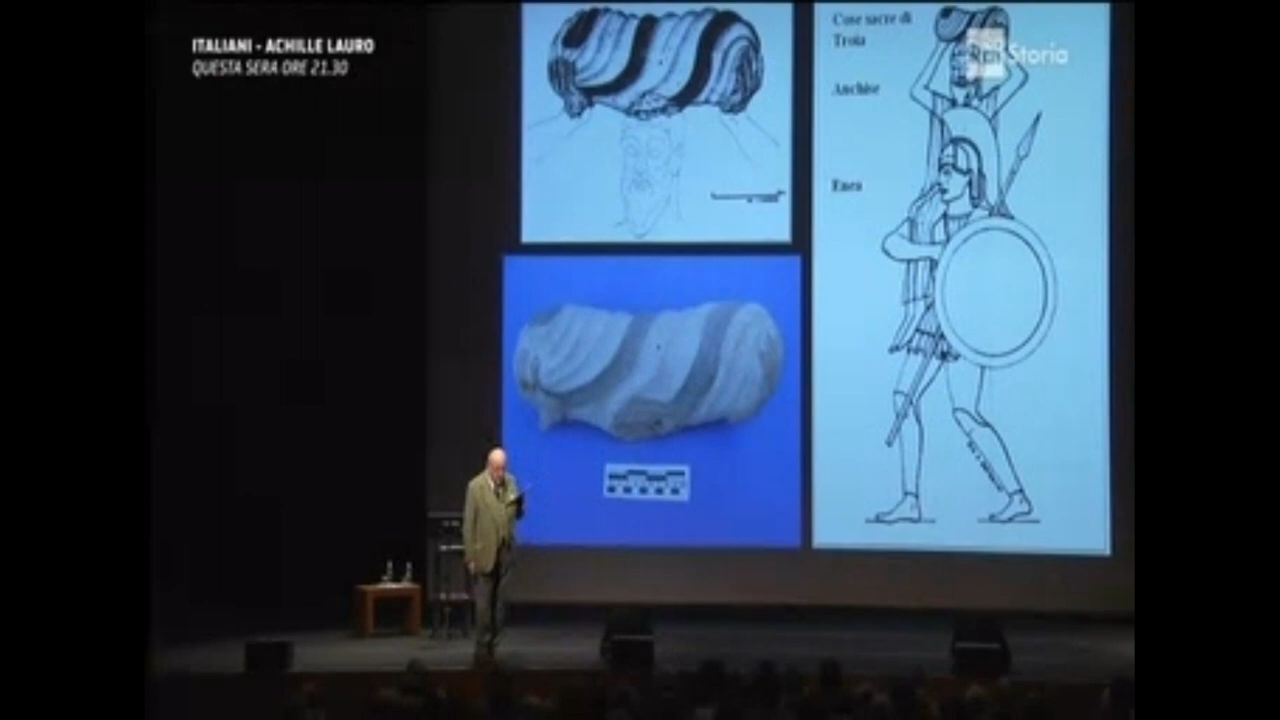 ITALIANI - ACHILLE LAURO
QUESTA SERA ORE 21.30
Cose sacre di
Troia
Rai Storia
Anchise
Enea